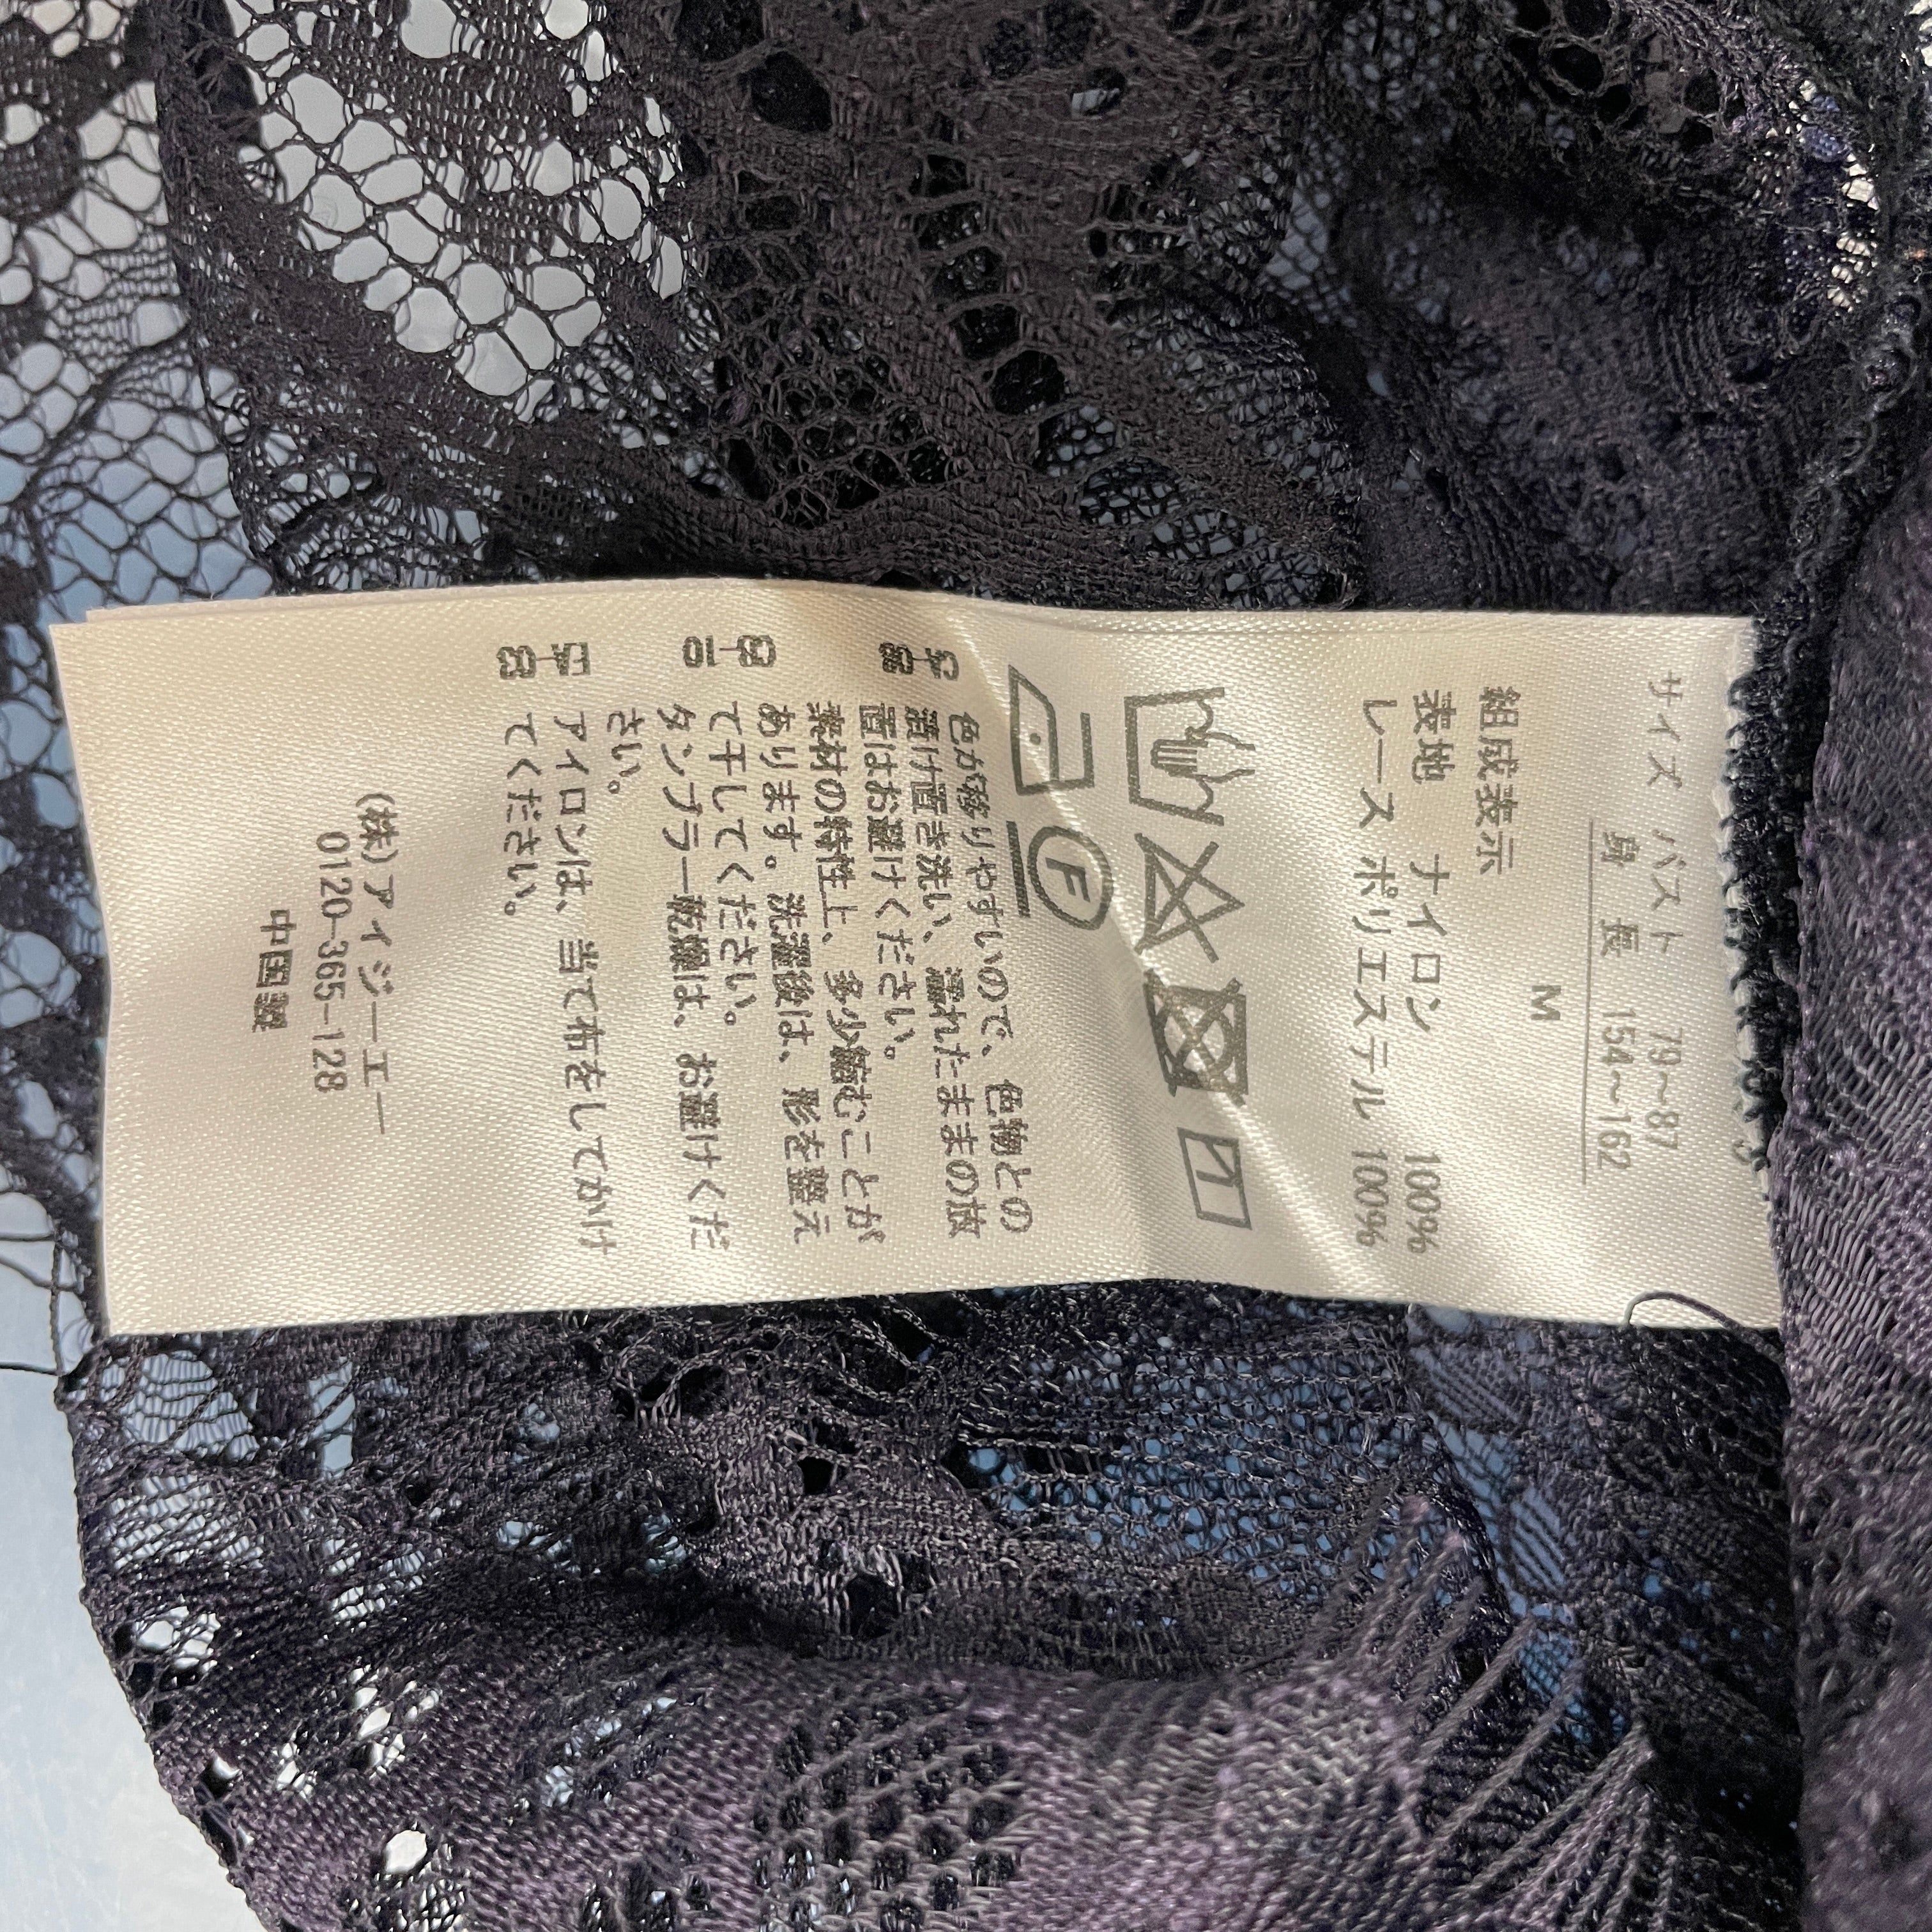 サイズ バスト 79〜87
身長 154〜162
M
組成表示
表地 ナイロン 100%
レース ポリエステル 100%
F
色が移りやすいので、色物との
漬け置き洗い、濡れたままの放
置はお避けください。
素材の特性上、多少縮むことが
あります。洗濯後は、形を整え
て干してください。
タンブラー乾燥は、お避けくだ
さい。
アイロンは、当て布をしてかけ
てください。
(株)アイジーエー
0120-365-128
中国製